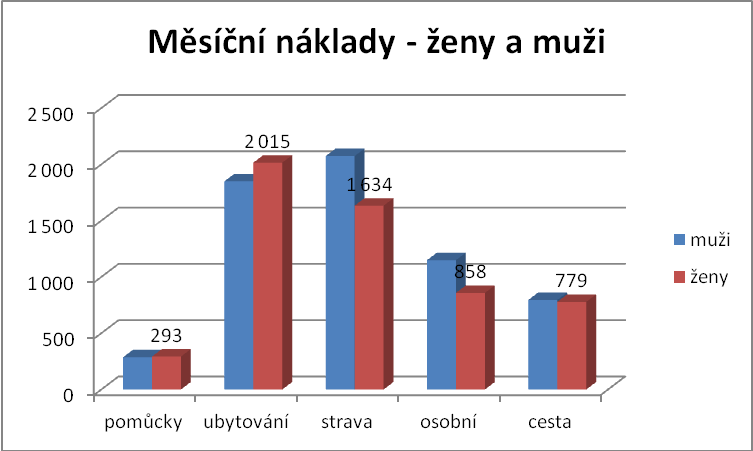 Měsíční náklady - ženy a muži
2 500
2 000
1 500
1 000
500
0
293
2 015
1 634
858
779
pomůcky
ubytování
strava
osobní
cesta
muži
ženy